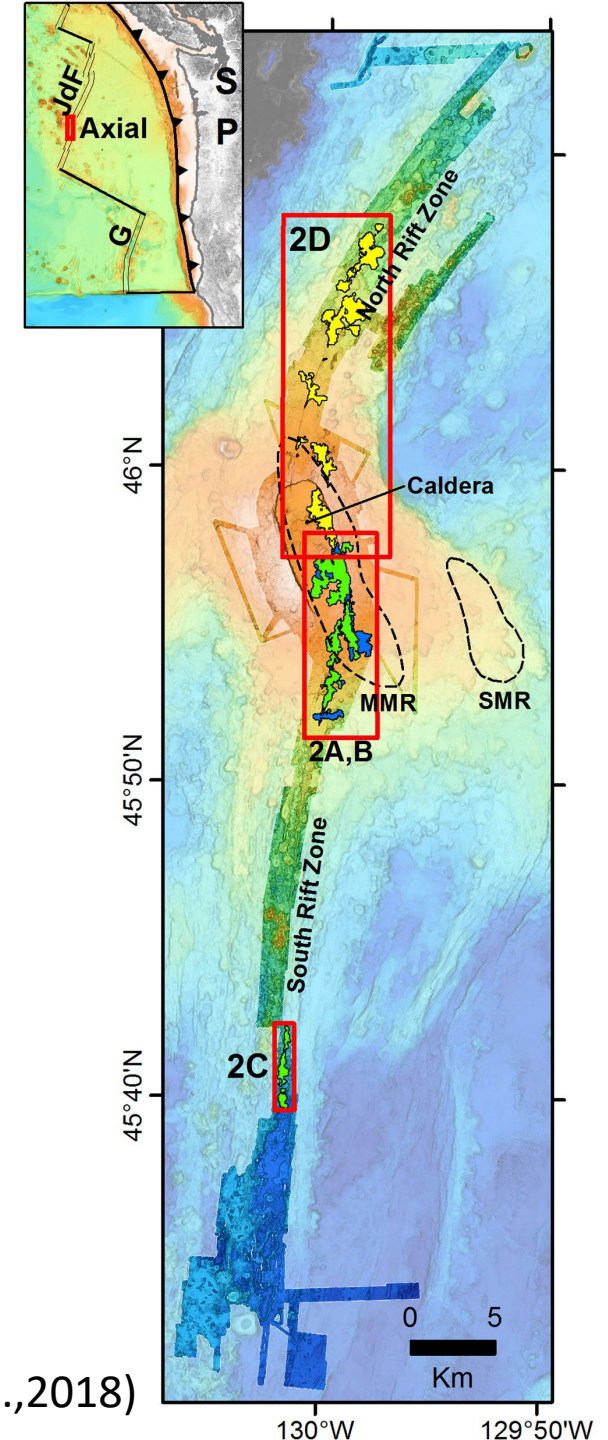 S
JdF
Axial
P
G
2D
North Rift Zone
46°N
Caldera
MMR
SMR
2A,B
45°50'N
South Rift Zone
2C
45°40'N
0 5
Km
.,2018)
130°W
129°50'W